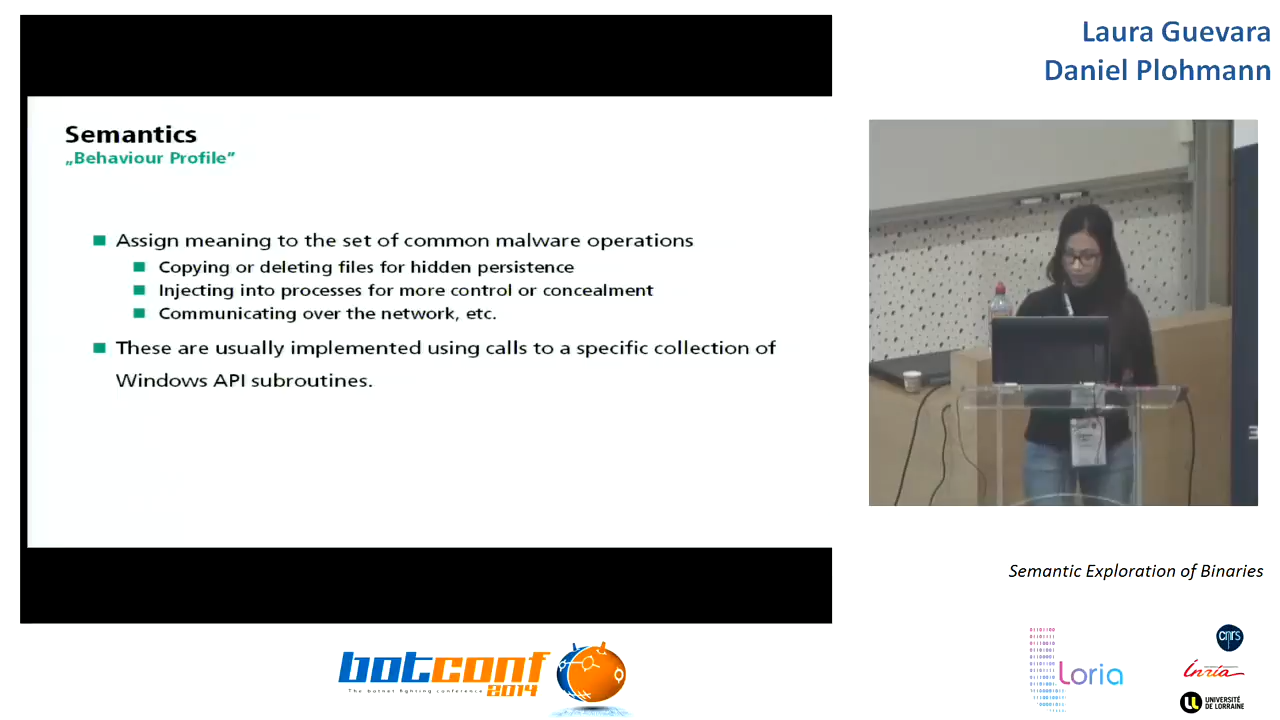 Laura Guevara
Daniel Plohmann
Semantics
„Behaviour Profile“
Assign meaning to the set of common malware operations
Copying or deleting files for hidden persistence
Injecting into processes for more control or concealment
Communicating over the network, etc.
These are usually implemented using calls to a specific collection of
Windows API subroutines.
Semantic Exploration of Binaries
botconf
2014
The botnet fighting conference
Loria
cnrs
Inria
UNIVERSITÉ
DE LORRAINE